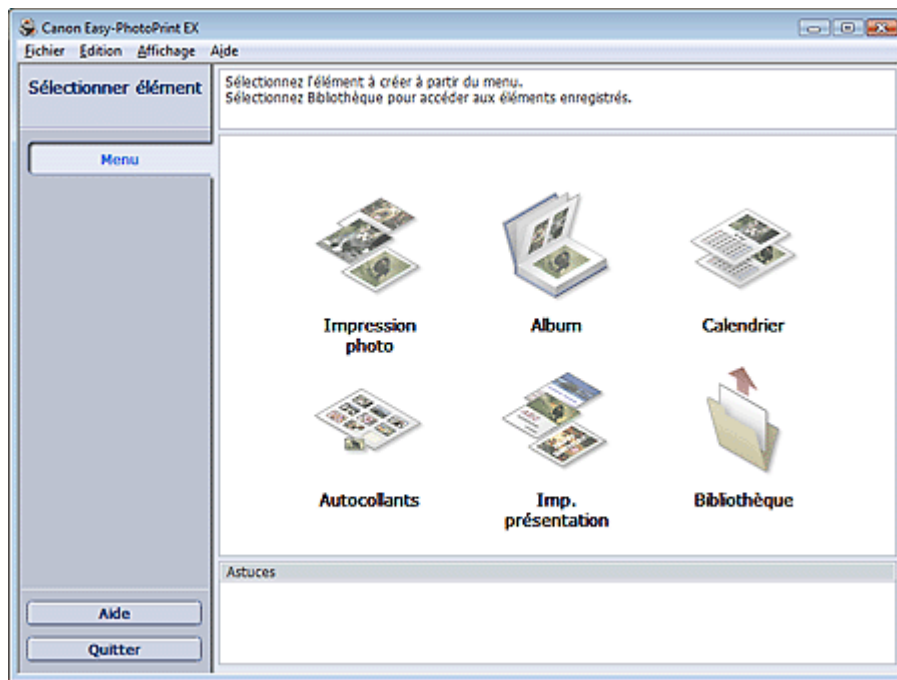 Canon Easy-PhotoPrint EX
Fichier Édition Affichage Aide
Sélectionner élément
Sélectionnez l'élément à créer à partir du menu.
Sélectionnez Bibliothèque pour accéder aux éléments enregistrés.
Menu
Impression
photo
Album
Calendrier
Autocollants
Imp.
présentation
Bibliothèque
Astuces
Aide
Quitter